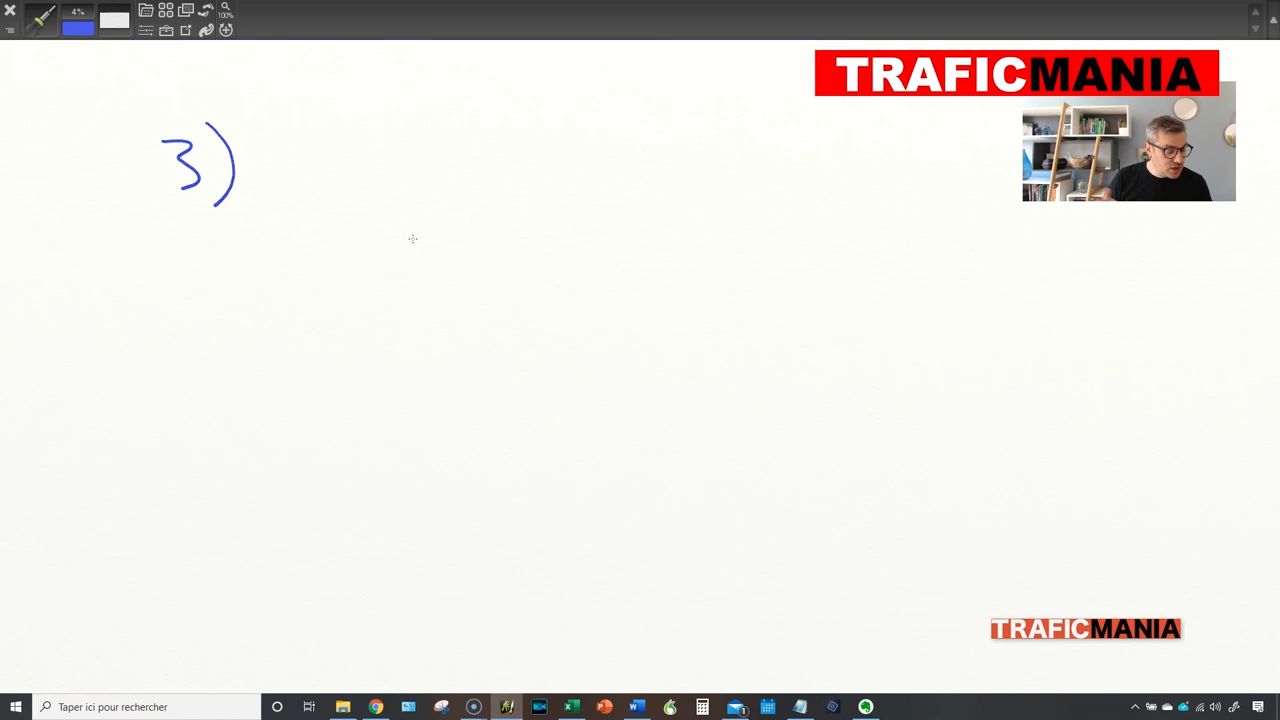 4%
100%
TRAFICMANIA
3)
TRAFICMANIA
Taper ici pour rechercher